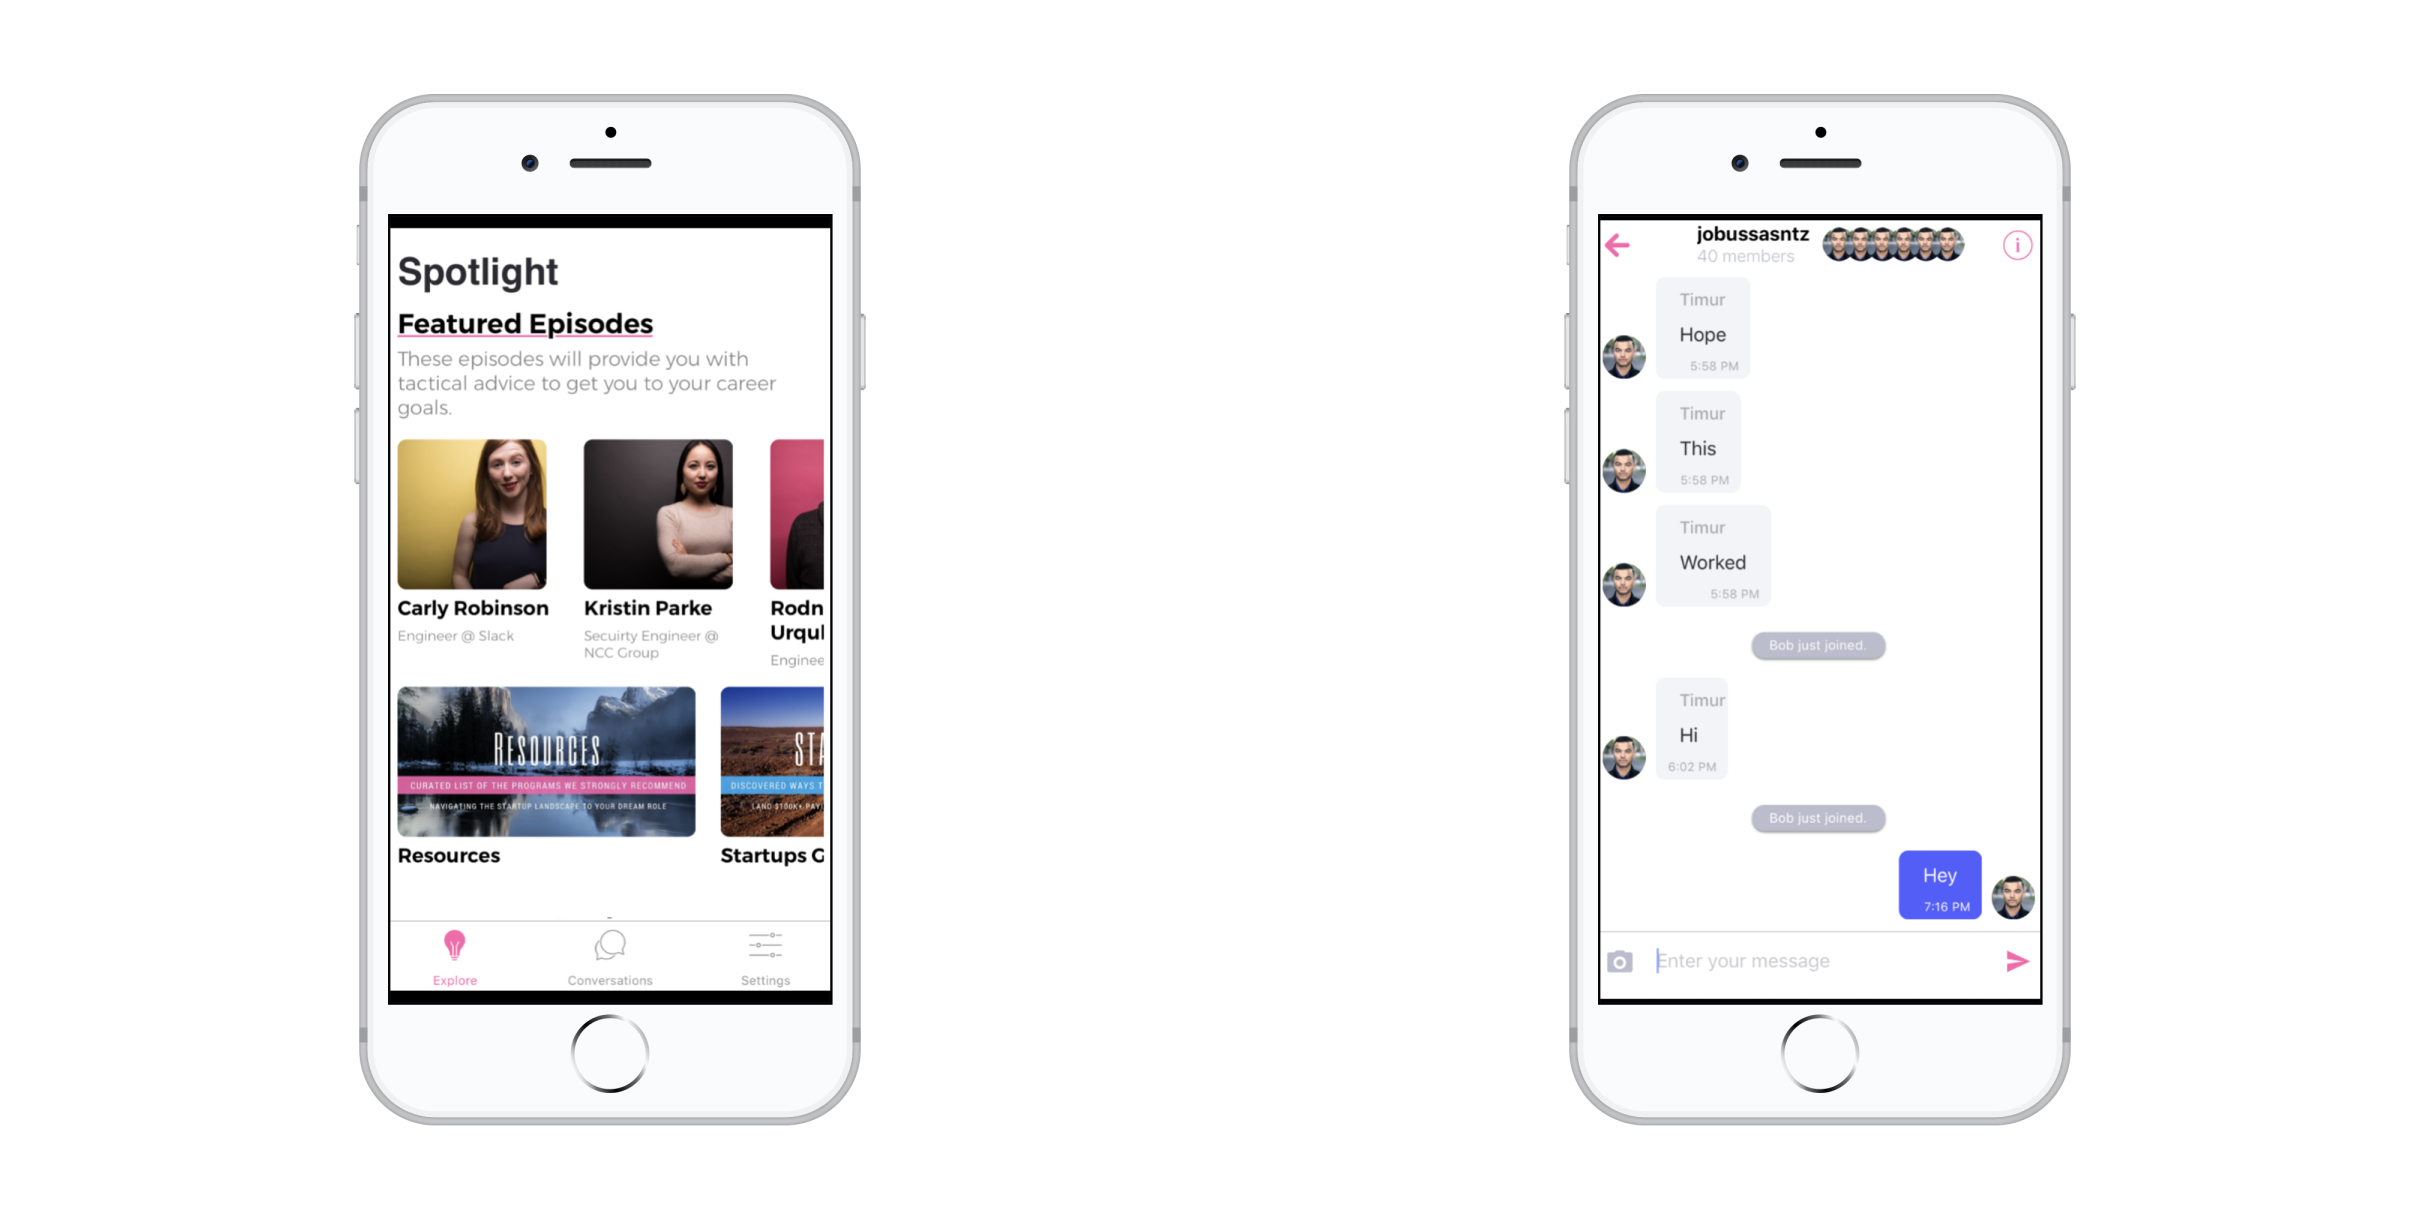 Spotlight
Featured Episodes
These episodes will provide you with
tactical advice to get you to your career
goals.
Carly Robinson
Engineer @ Slack
Kristin Parke
Secuirty Engineer @
NCC Group
Rodn
Urqul
Enginee
RESOURCES
CURATED LIST OF THE PROGRAMS WE STRONGLY RECOMMEND
NAVIGATING THE STARTUP LANDSCAPE TO YOUR DREAM ROLE
Resources
STA
DISCOVERED WAYS T
LAND $100K+ PAY
Startups G
Explore
Conversations
Settings
jobussasntz
40 members
i
Timur
Hope
5:58 PM
Timur
This
5:58 PM
Timur
Worked
5:58 PM
Bob just joined.
Timur
Hi
6:02 PM
Bob just joined.
Hey
7:16 PM
Enter your message